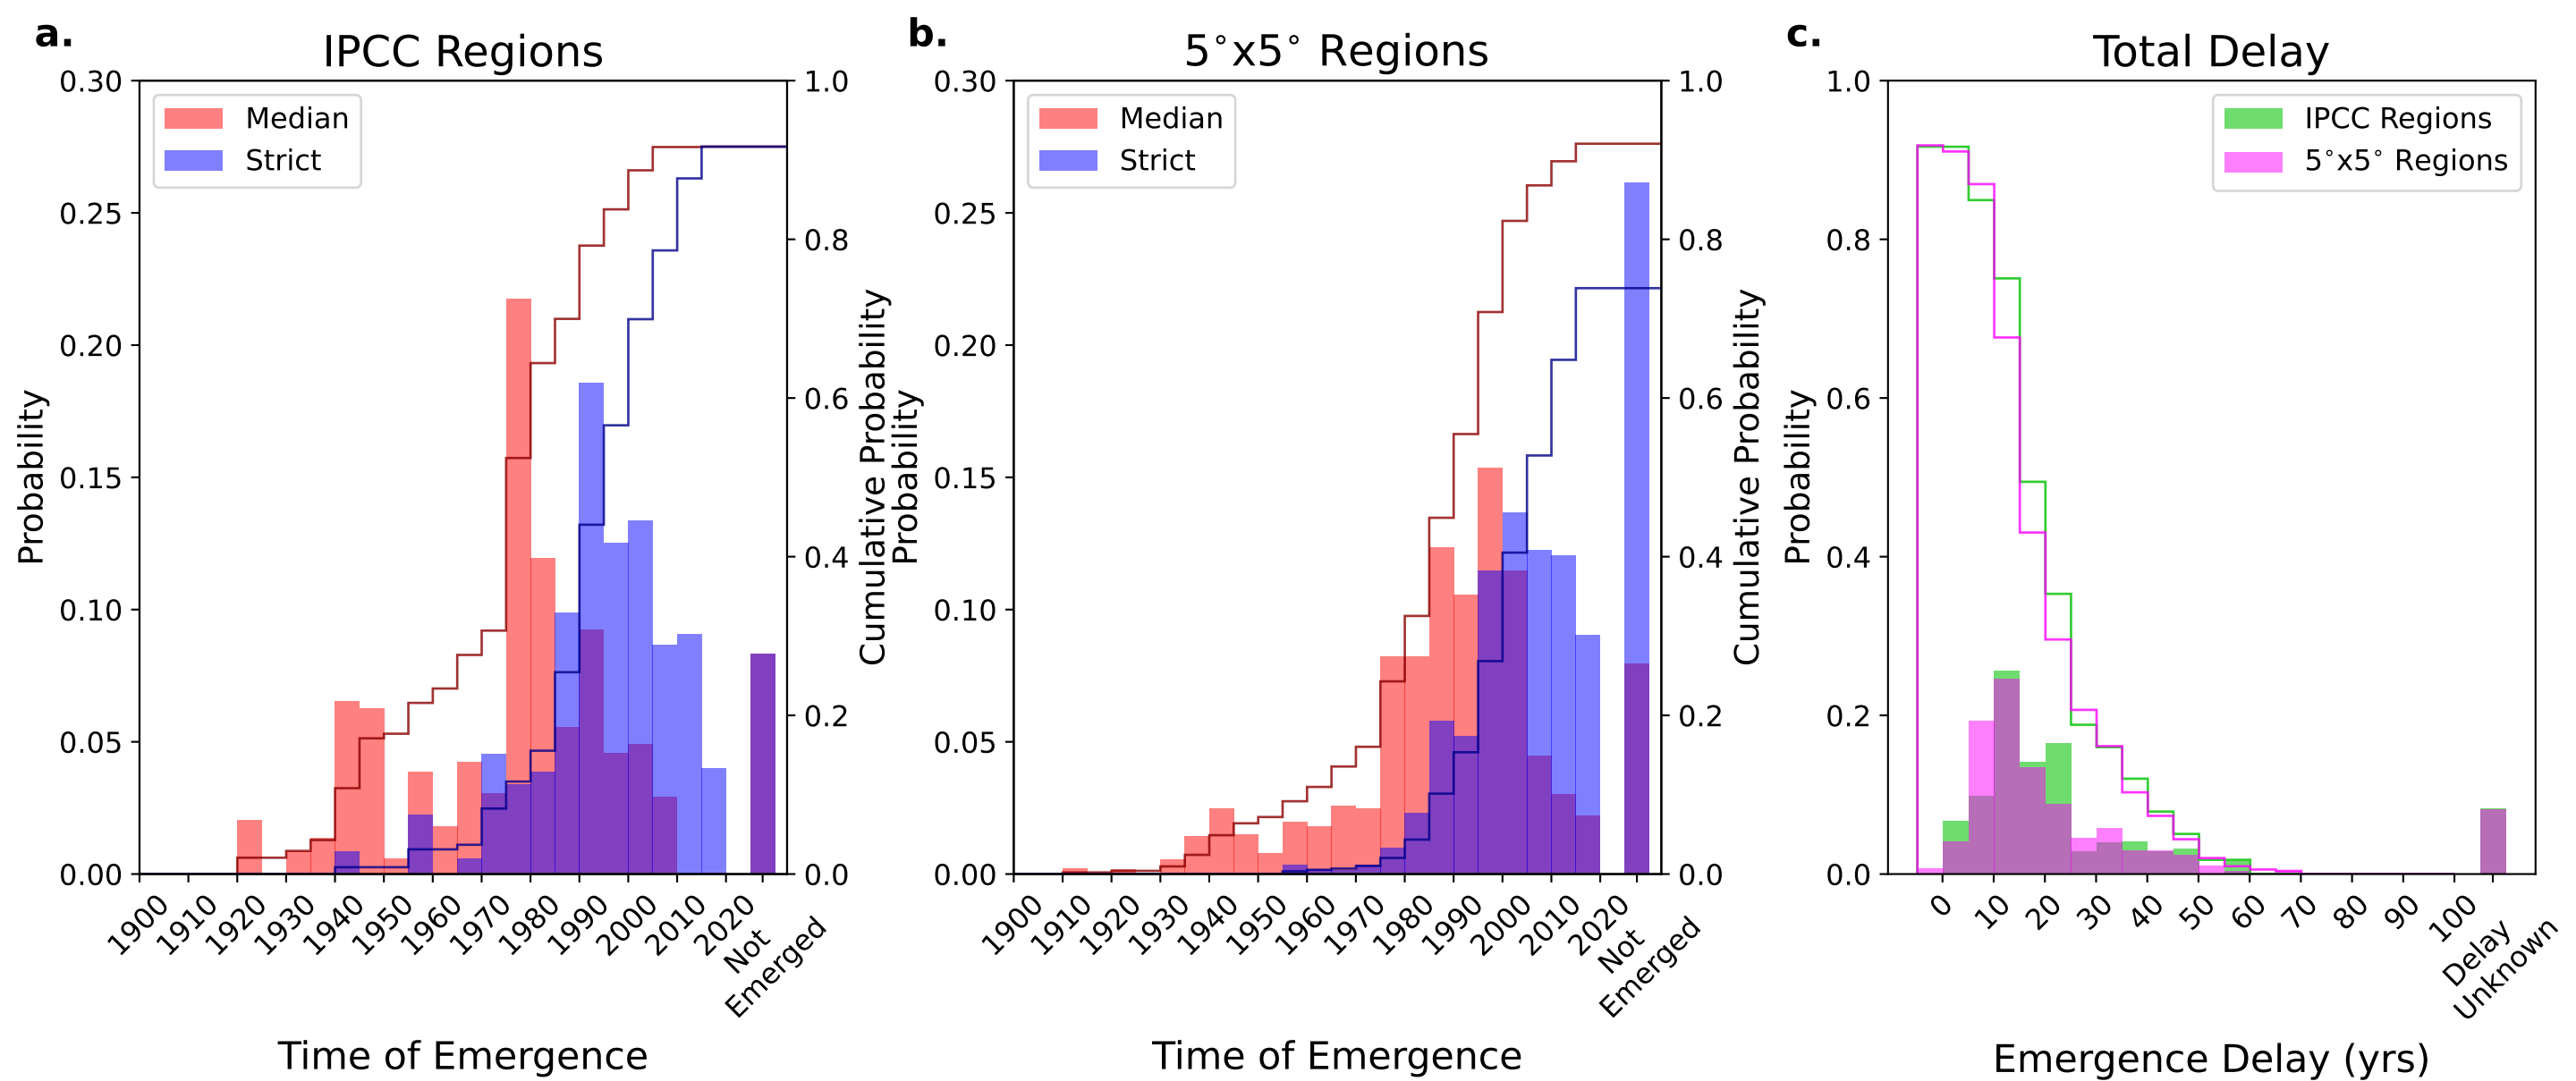 a.
IPCC Regions
Median
Strict
0.30
0.25
0.20
0.15
0.10
0.05
0.00
Probability
1.0
0.8
0.6
0.4
0.2
0.0
Cumulative Probability
1900
1910
1920
1930
1940
1950
1960
1970
1980
1990
2000
2010
2020
Not
Emerged
Time of Emergence
b.
5°x5° Regions
Median
Strict
0.30
0.25
0.20
0.15
0.10
0.05
0.00
Probability
1.0
0.8
0.6
0.4
0.2
0.0
Cumulative Probability
1900
1910
1920
1930
1940
1950
1960
1970
1980
1990
2000
2010
2020
Not
Emerged
Time of Emergence
c.
Total Delay
IPCC Regions
5°x5° Regions
1.0
0.8
0.6
0.4
0.2
0.0
Probability
0
10
20
30
40
50
60
70
80
90
100
Delay
Unknown
Emergence Delay (yrs)